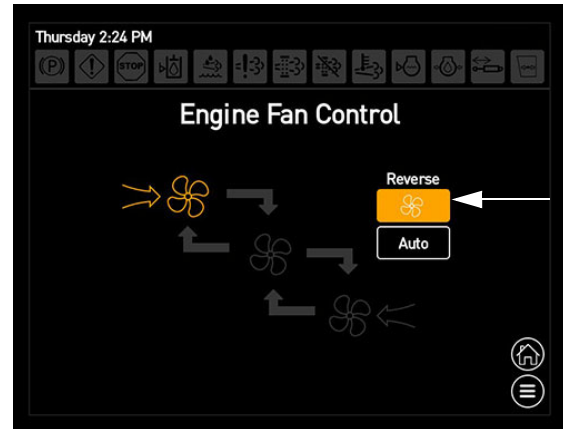 Thursday 2:24 PM
(P)
STOP
Engine Fan Control
Reverse
Auto